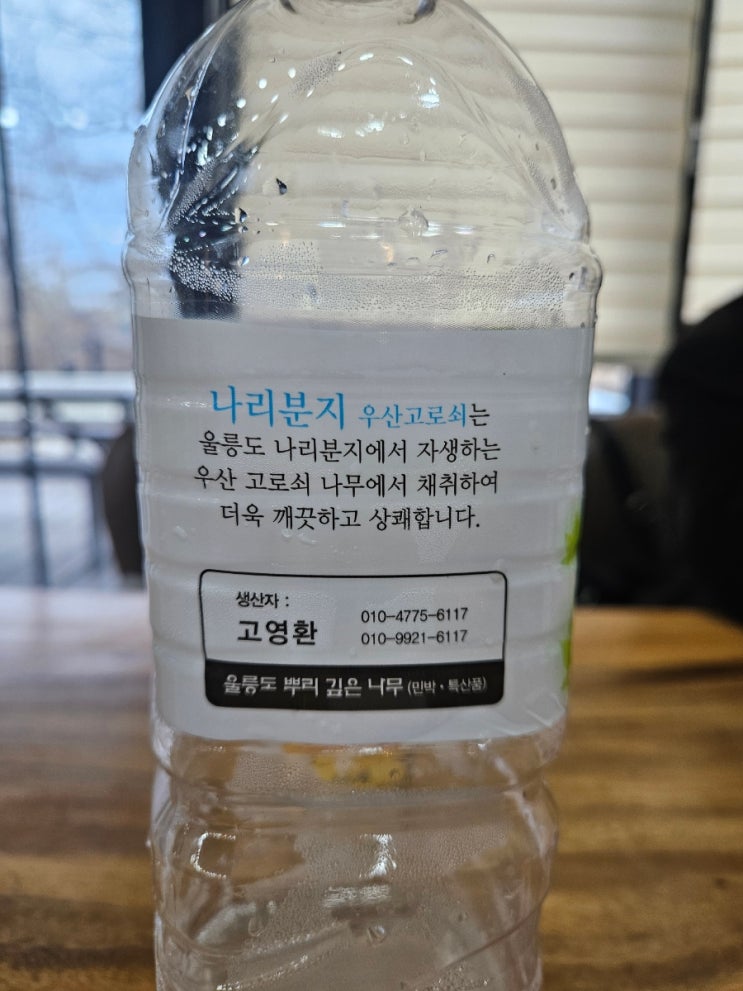 나리분지 우산고로쇠는
울릉도 나리분지에서 자생하는
우산 고로쇠 나무에서 채취하여
더욱 깨끗하고 상쾌합니다.
생산자 :
고영환
010-4775-6117
010-9921-6117
울릉도 뿌리 깊은 나무 (민박·특산품)